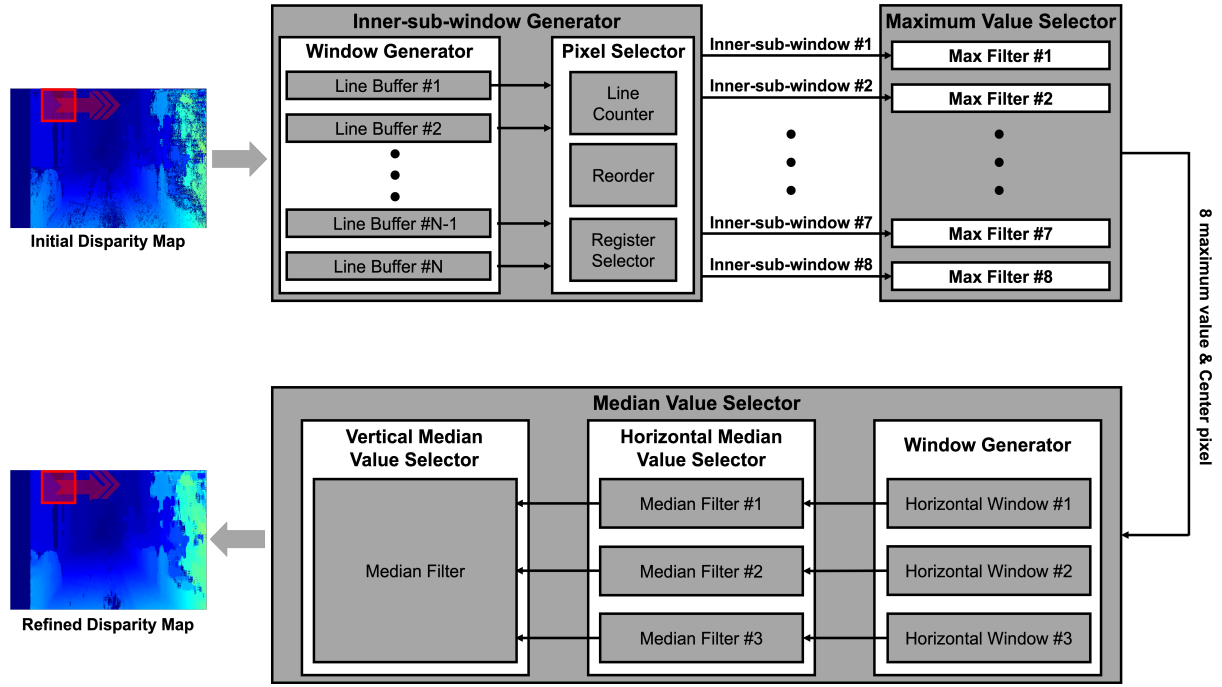 Inner-sub-window Generator
Window Generator
Line Buffer #1
Line Buffer #2
Line Buffer #N-1
Line Buffer #N
Pixel Selector
Line
Counter
Reorder
Register
Selector
Inner-sub-window #1
Inner-sub-window #2
Inner-sub-window #7
Inner-sub-window #8
Maximum Value Selector
Max Filter #1
Max Filter #2
Max Filter #7
Max Filter #8
Initial Disparity Map
8 maximum value & Center pixel
Median Value Selector
Vertical Median
Value Selector
Median Filter
Horizontal Median
Value Selector
Median Filter #1
Median Filter #2
Median Filter #3
Window Generator
Horizontal Window #1
Horizontal Window #2
Horizontal Window #3
Refined Disparity Map